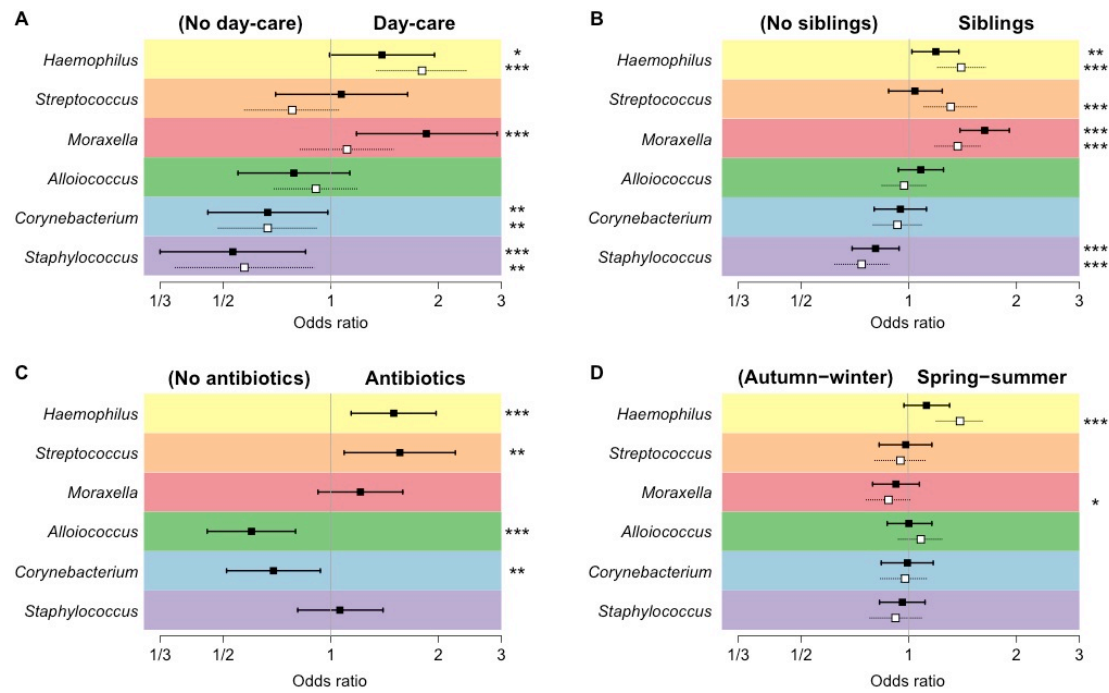 A (No day-care) Day-care
Haemophilus *
***
Streptococcus
Moraxella ***
Alloiococcus
Corynebacterium **
**
Staphylococcus ***
**
1/3 1/2 1 2 3
Odds ratio
B (No siblings) Siblings
Haemophilus **
***
Streptococcus ***
Moraxella ***
***
Alloiococcus
Corynebacterium
Staphylococcus ***
***
1/3 1/2 1 2 3
Odds ratio
C (No antibiotics) Antibiotics
Haemophilus ***
Streptococcus **
Moraxella
Alloiococcus ***
Corynebacterium **
Staphylococcus
1/3 1/2 1 2 3
Odds ratio
D (Autumn−winter) Spring−summer
Haemophilus ***
Streptococcus
Moraxella *
Alloiococcus
Corynebacterium
Staphylococcus
1/3 1/2 1 2 3
Odds ratio